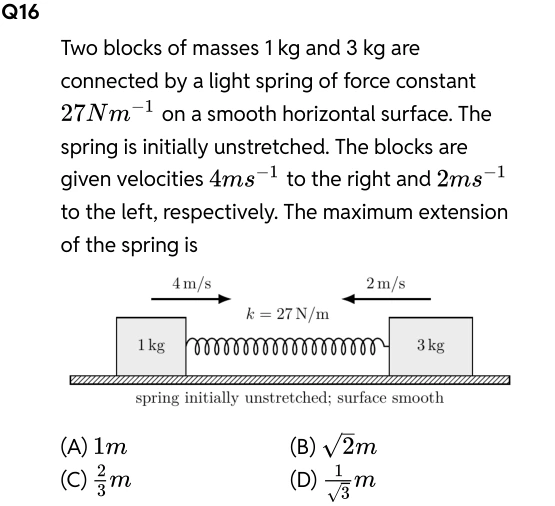 Q16
Two blocks of masses 1 kg and 3 kg are
connected by a light spring of force constant
27Nm⁻¹ on a smooth horizontal surface. The
spring is initially unstretched. The blocks are
given velocities 4ms⁻¹ to the right and 2ms⁻¹
to the left, respectively. The maximum extension
of the spring is
4 m/s 2 m/s
k = 27 N/m
1 kg 3 kg
spring initially unstretched; surface smooth
(A) 1m (B) √2m
(C) 2/3 m (D) 1/√3 m